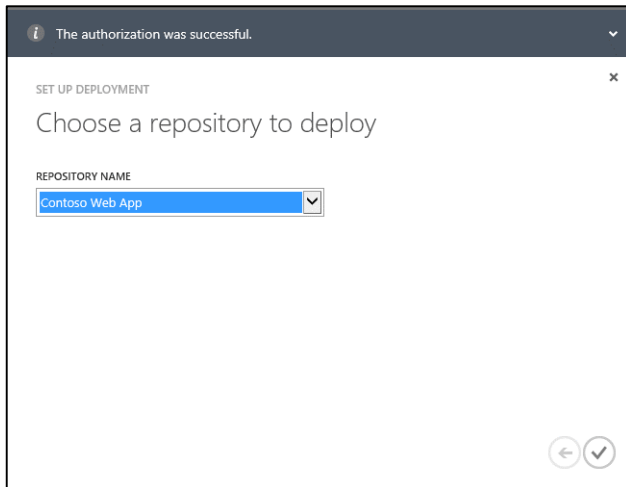 The authorization was successful.
SET UP DEPLOYMENT
Choose a repository to deploy
REPOSITORY NAME
Contoso Web App